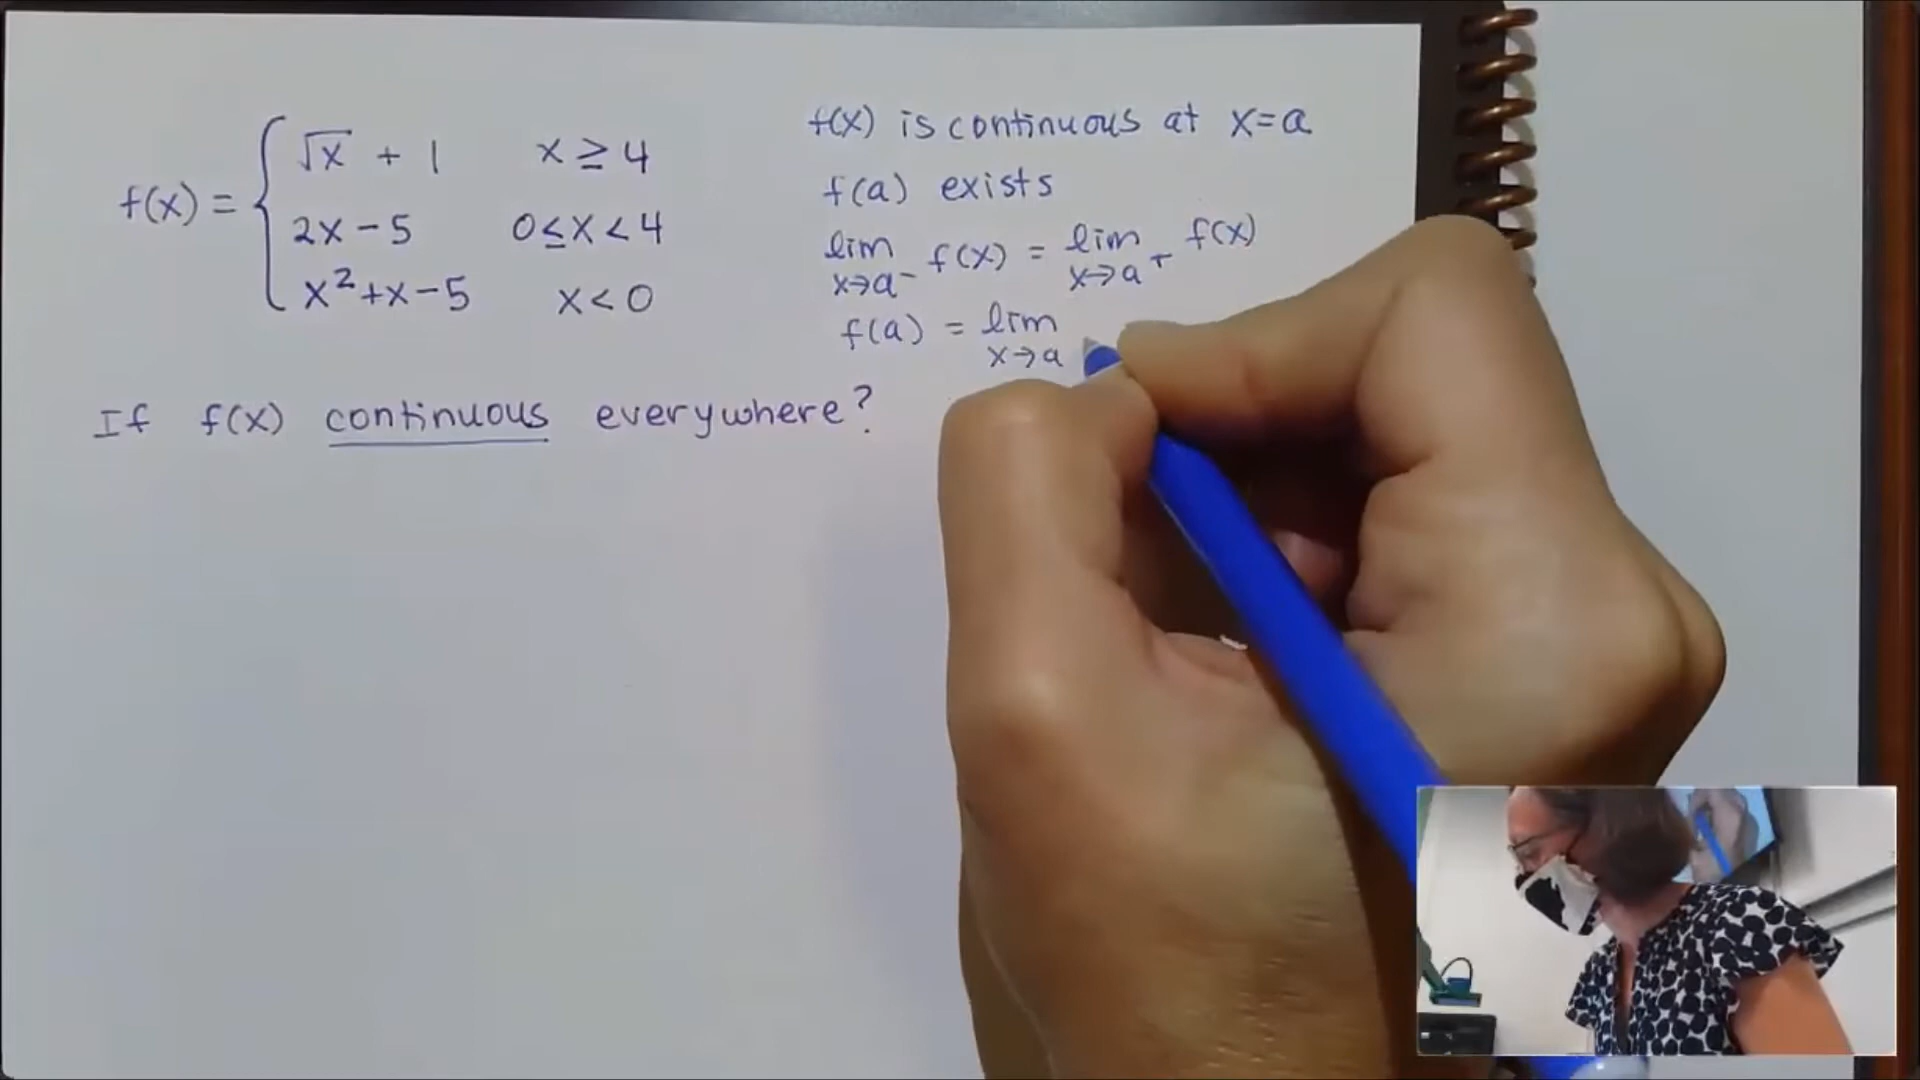 f(x) = { √x + 1 x ≥ 4
2x - 5 0 ≤ x < 4
x² + x - 5 x < 0
If f(x) continuous everywhere?
f(x) is continuous at x = a
f(a) exists
lim x→a⁻ f(x) = lim x→a⁺ f(x)
f(a) = lim x→a